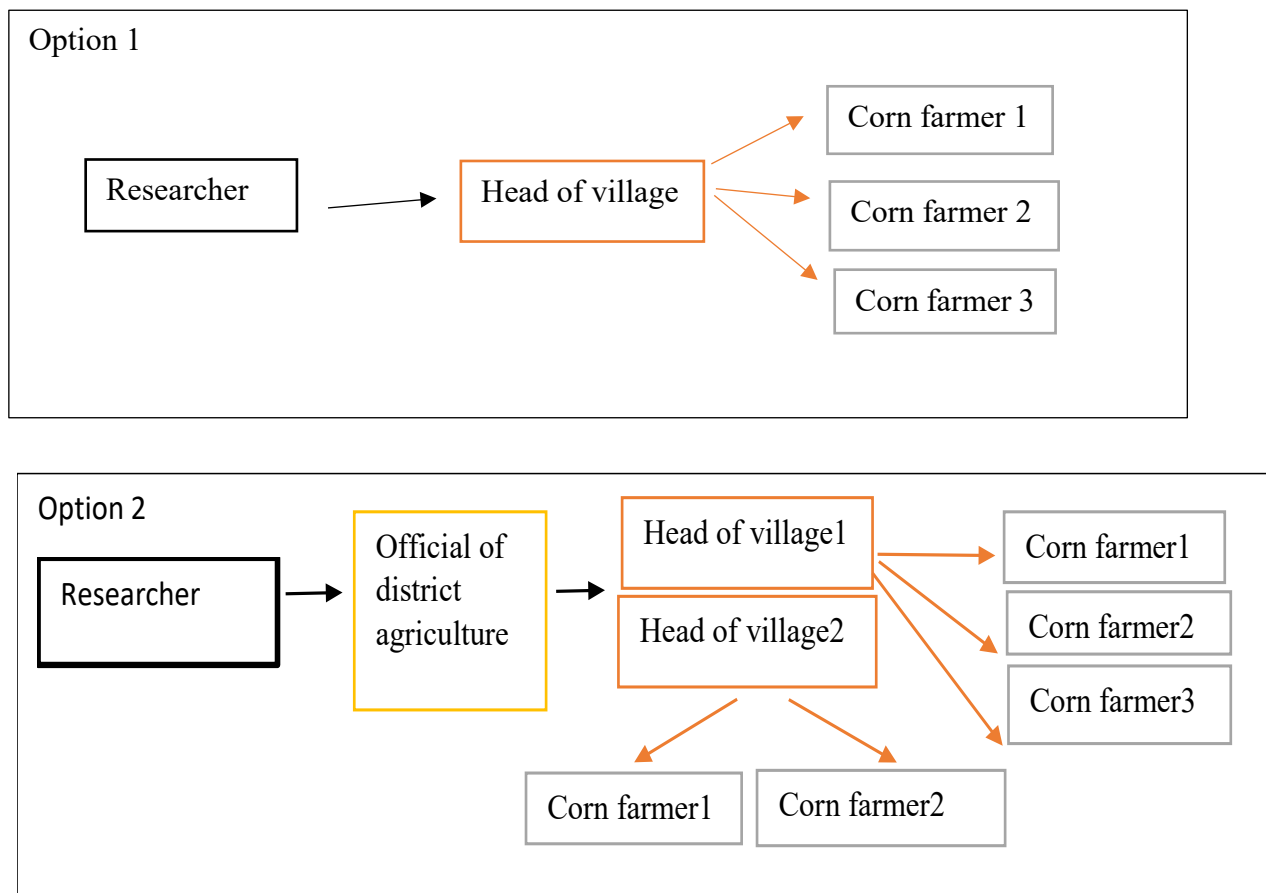 Option 1
Researcher
Head of village
Corn farmer 1
Corn farmer 2
Corn farmer 3
Option 2
Researcher
Official of
district
agriculture
Head of village1
Head of village2
Corn farmer1
Corn farmer2
Corn farmer3
Corn farmer1
Corn farmer2